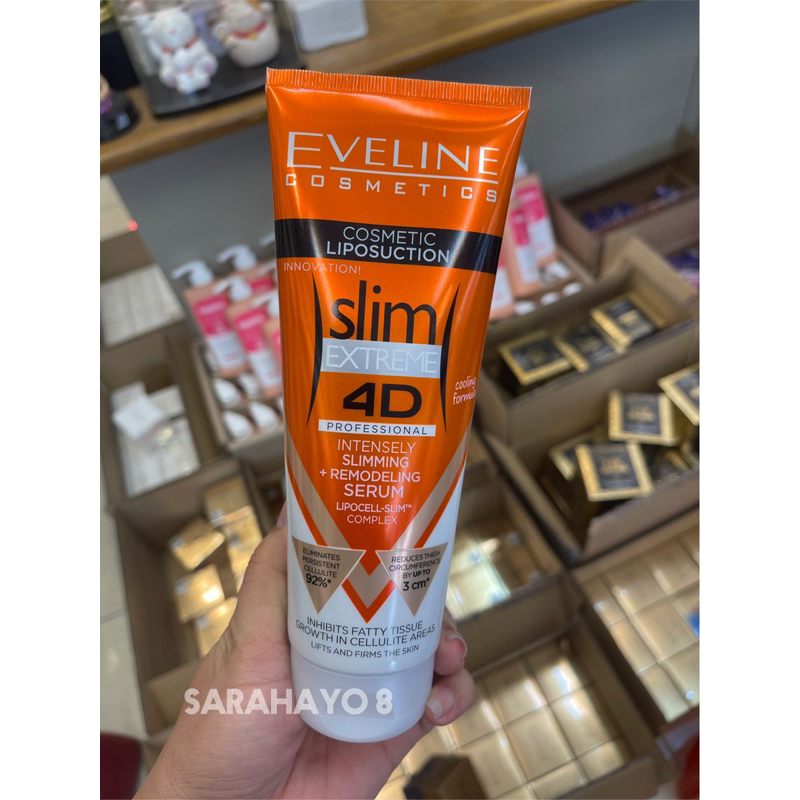 EVELINE
COSMETICS
COSMETIC
LIPOSUCTION
INNOVATION!
slim
EXTREME
4D
cooling
formula
PROFESSIONAL
INTENSELY
SLIMMING
+ REMODELING
SERUM
LIPOCELL-SLIM™
COMPLEX
ELIMINATES
PERSISTENT
CELLULITE
92%*
REDUCES THIGH
CIRCUMFERENCE
BY UP TO
3 cm*
INHIBITS FATTY TISSUE
GROWTH IN CELLULITE AREAS
LIFTS AND FIRMS THE SKIN
SARAHAYO 8